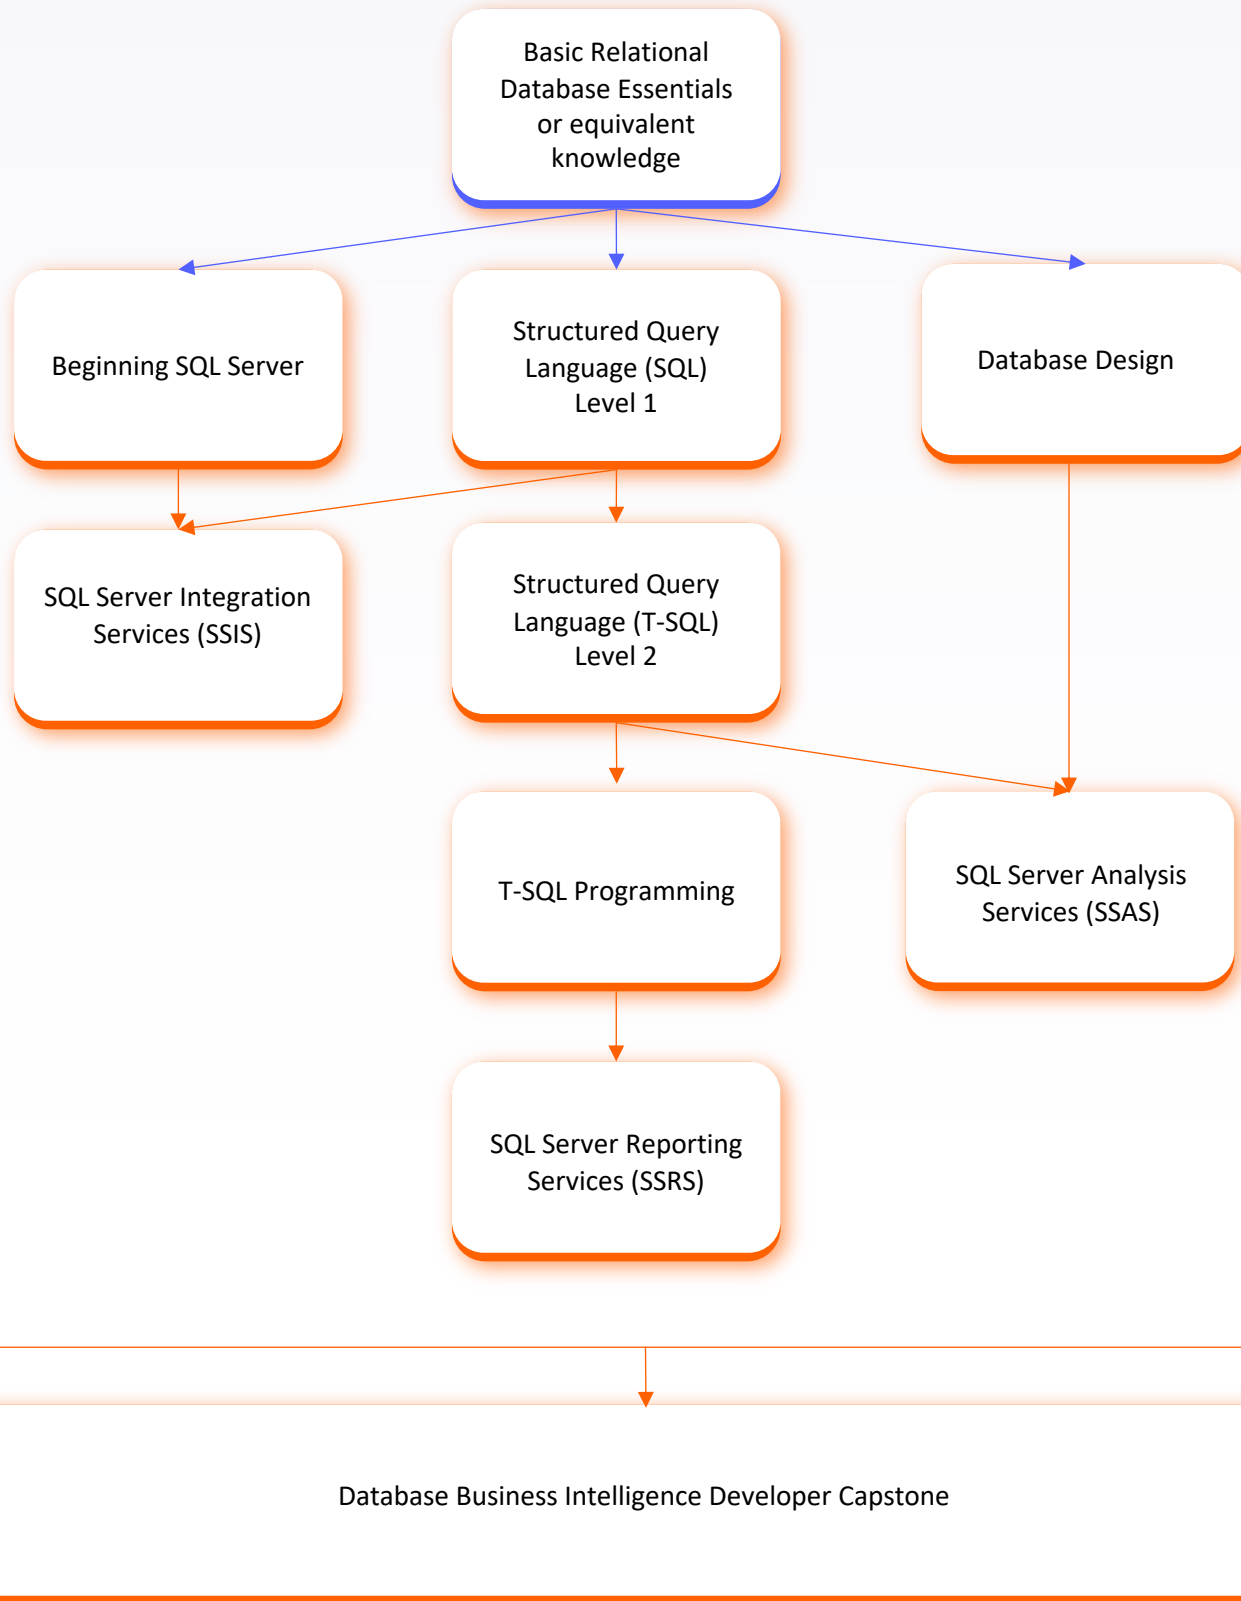 Basic Relational
Database Essentials
or equivalent
knowledge
Beginning SQL Server
Structured Query
Language (SQL)
Level 1
Database Design
SQL Server Integration
Services (SSIS)
Structured Query
Language (T-SQL)
Level 2
T-SQL Programming
SQL Server Analysis
Services (SSAS)
SQL Server Reporting
Services (SSRS)
Database Business Intelligence Developer Capstone